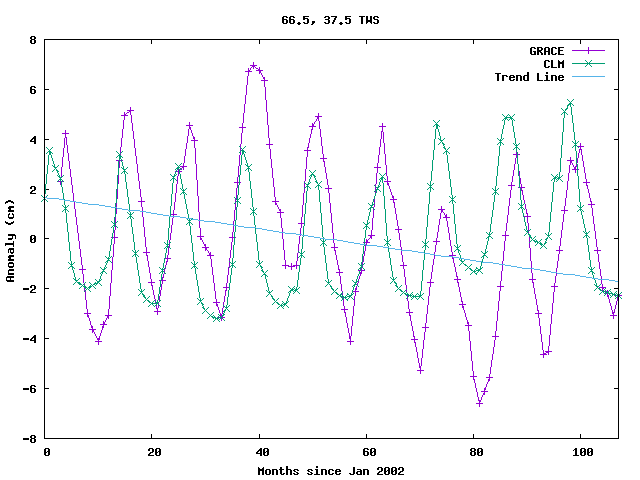 66.5, 37.5 TWS
GRACE
CLM
Trend Line
Anomaly (cm)
8
6
4
2
0
-2
-4
-6
-8
0 20 40 60 80 100
Months since Jan 2002